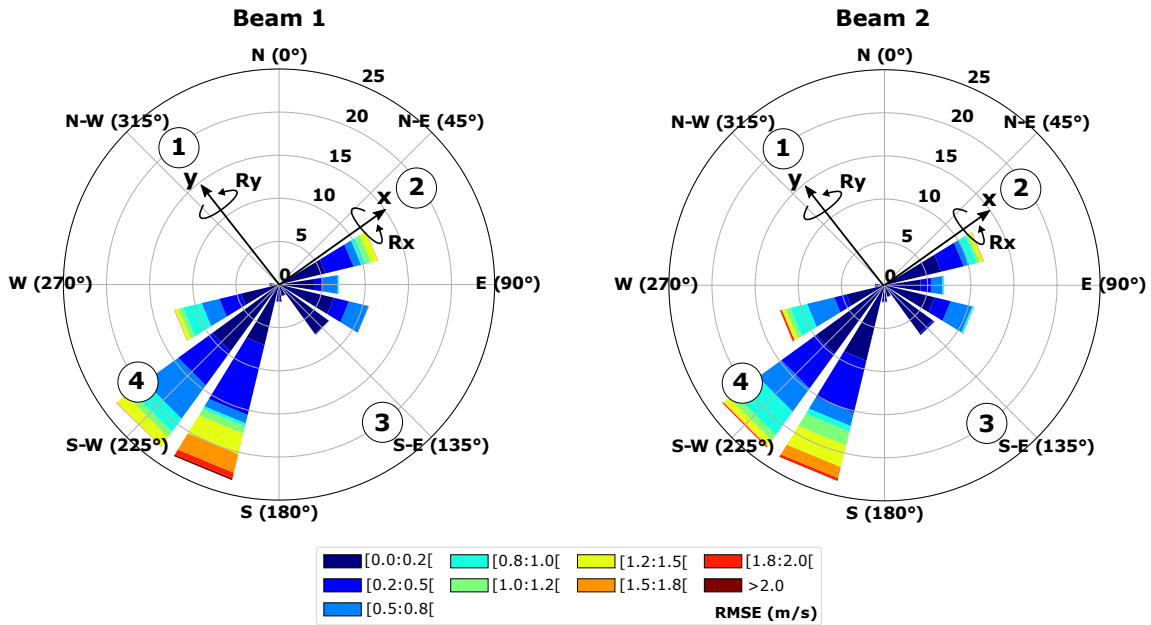 Beam 1
N (0°)
25
20
15
10
5
0
N-W (315°)
N-E (45°)
1
2
y
Ry
x
Rx
W (270°)
E (90°)
4
3
S-W (225°)
S-E (135°)
S (180°)
Beam 2
N (0°)
25
20
15
10
5
0
N-W (315°)
N-E (45°)
1
2
y
Ry
x
Rx
W (270°)
E (90°)
4
3
S-W (225°)
S-E (135°)
S (180°)
[0.0:0.2[ [0.8:1.0[ [1.2:1.5[ [1.8:2.0[
[0.2:0.5[ [1.0:1.2[ [1.5:1.8[ >2.0
[0.5:0.8[ RMSE (m/s)